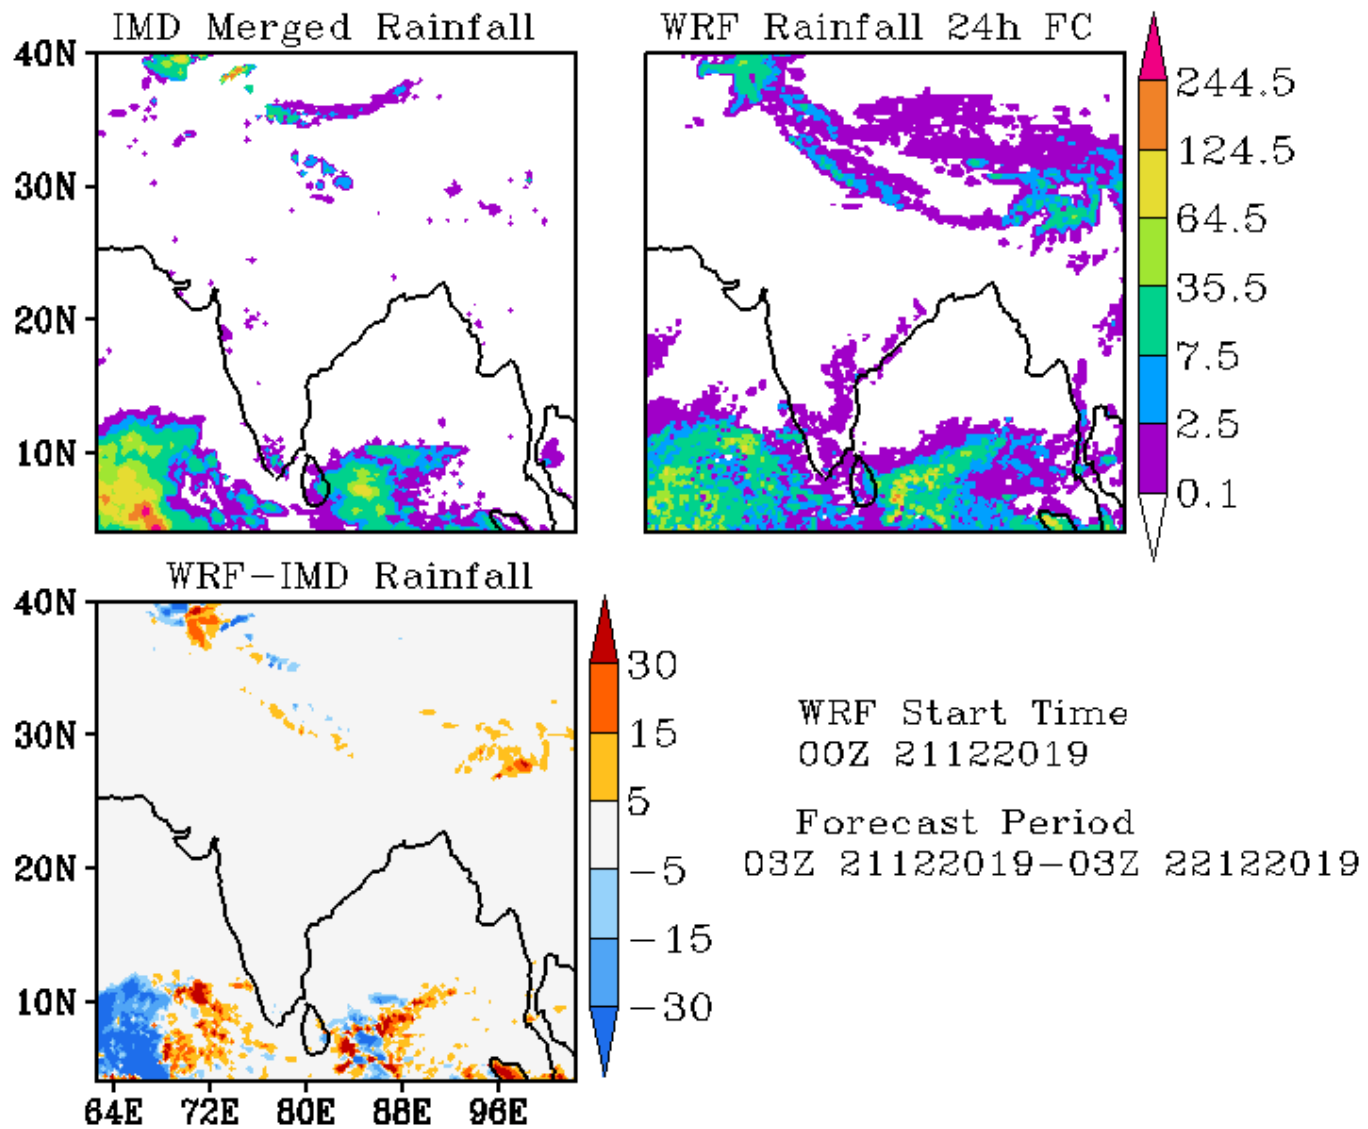 IMD Merged Rainfall
WRF Rainfall 24h FC
40N
30N
20N
10N
244.5
124.5
64.5
35.5
7.5
2.5
0.1
WRF-IMD Rainfall
40N
30N
20N
10N
64E 72E 80E 88E 96E
30
15
5
-5
-15
-30
WRF Start Time
00Z 21122019
Forecast Period
03Z 21122019-03Z 22122019